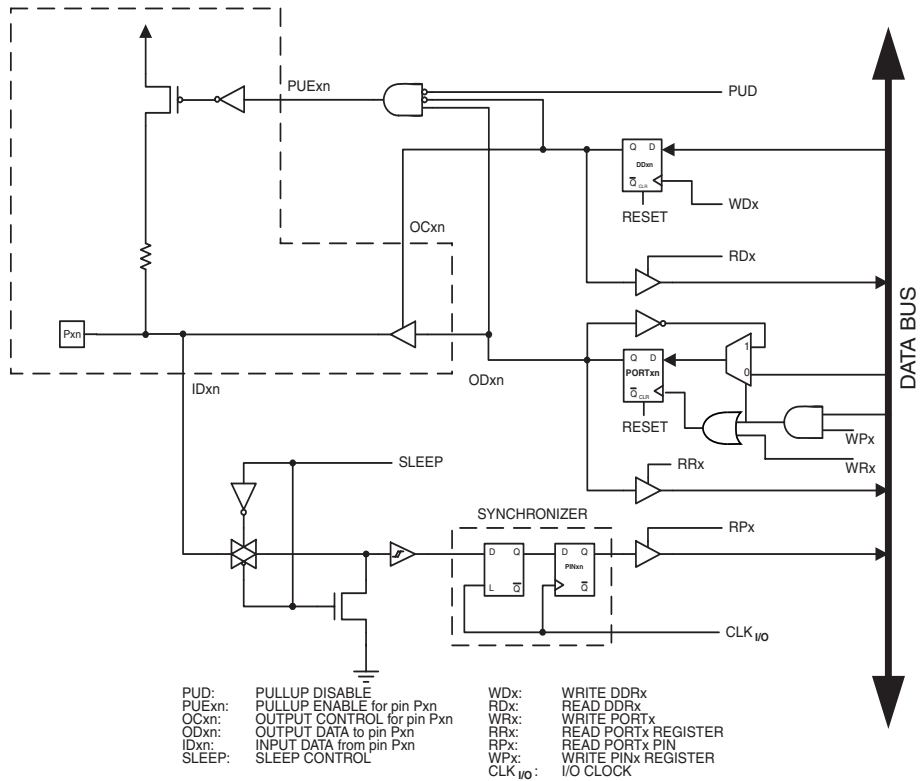 PUExn
PUD
Q D
DDxn
Q CLR
RESET
WDx
OCxn
RDx
Pxn
ODxn
IDxn
1
0
Q D
PORTxn
Q CLR
RESET
WPx
WRx
RRx
DATA BUS
SLEEP
SYNCHRONIZER
D Q
L Q
D Q
PINxn
Q
RPx
CLK I/O
PUD: PULLUP DISABLE
PUExn: PULLUP ENABLE for pin Pxn
OCxn: OUTPUT CONTROL for pin Pxn
ODxn: OUTPUT DATA to pin Pxn
IDxn: INPUT DATA from pin Pxn
SLEEP: SLEEP CONTROL
WDx: WRITE DDRx
RDx: READ DDRx
WRx: WRITE PORTx
RRx: READ PORTx REGISTER
RPx: READ PORTx PIN
WPx: WRITE PINx REGISTER
CLK I/O: I/O CLOCK